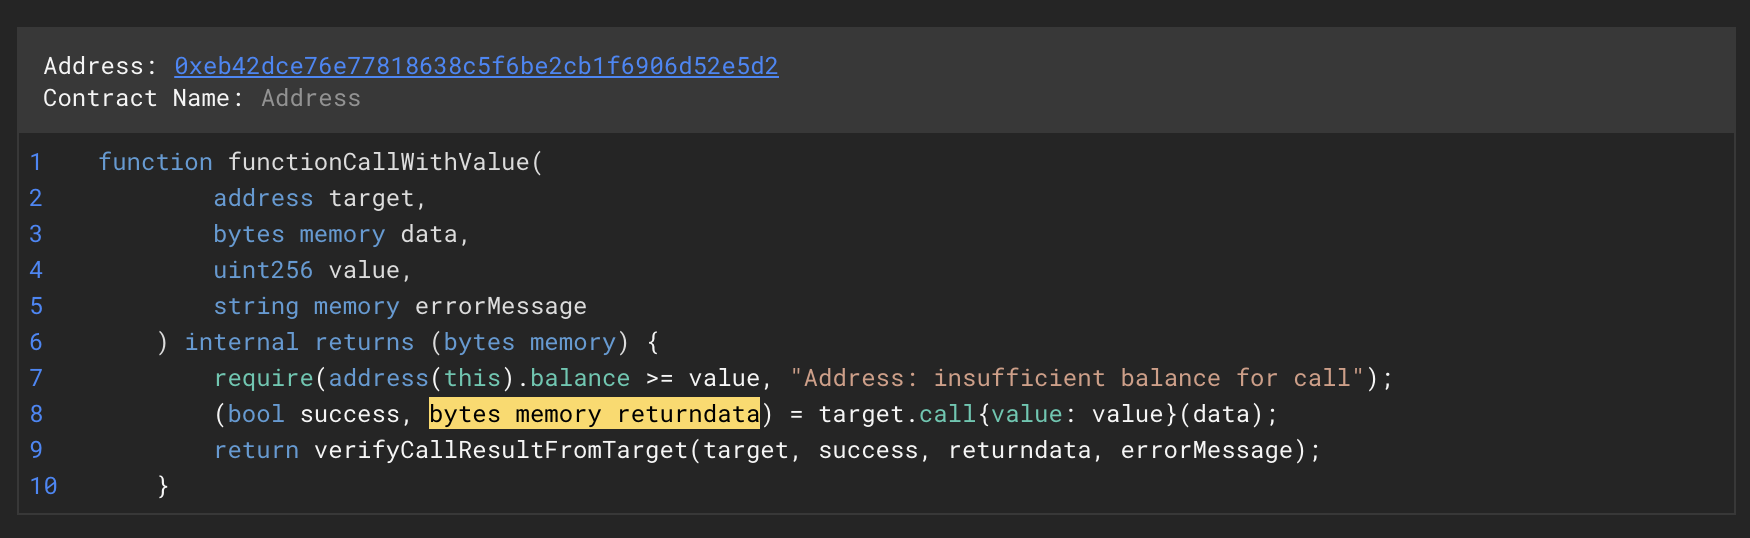 Address: 0xeb42dce76e77818638c5f6be2cb1f6906d52e5d2
Contract Name: Address
1 function functionCallWithValue(
2 address target,
3 bytes memory data,
4 uint256 value,
5 string memory errorMessage
6 ) internal returns (bytes memory) {
7 require(address(this).balance >= value, "Address: insufficient balance for call");
8 (bool success, bytes memory returndata) = target.call{value: value}(data);
9 return verifyCallResultFromTarget(target, success, returndata, errorMessage);
10 }